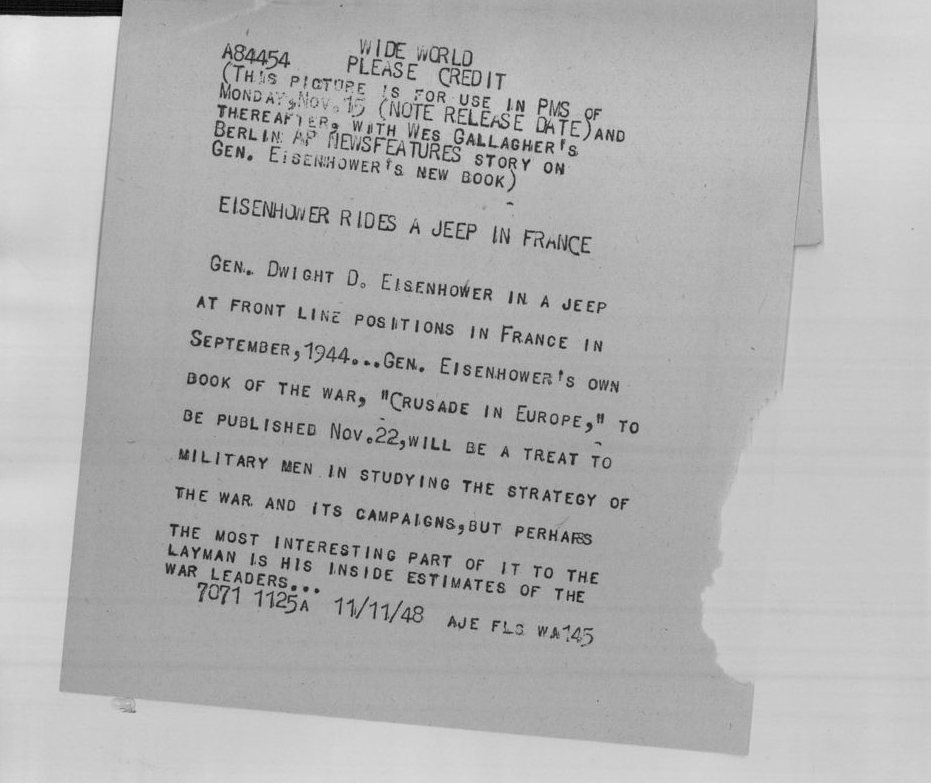 WIDE WORLD
A84454 PLEASE CREDIT
(THIS PICTURE IS FOR USE IN PMS OF
MONDAY, NOV. 15 (NOTE RELEASE DATE) AND
THEREAFTER, WITH WES GALLAGHER'S
BERLIN AP NEWSFEATURES STORY ON
GEN. EISENHOWER'S NEW BOOK)
EISENHOWER RIDES A JEEP IN FRANCE
GEN. DWIGHT D. EISENHOWER IN A JEEP
AT FRONT LINE POSITIONS IN FRANCE IN
SEPTEMBER, 1944...GEN. EISENHOWER'S OWN
BOOK OF THE WAR, "CRUSADE IN EUROPE," TO
BE PUBLISHED NOV.22, WILL BE A TREAT TO
MILITARY MEN IN STUDYING THE STRATEGY OF
THE WAR AND ITS CAMPAIGNS, BUT PERHAPS
THE MOST INTERESTING PART OF IT TO THE
LAYMAN IS HIS INSIDE ESTIMATES OF THE
WAR LEADERS...
7071 1125A 11/11/48 AJE FLS WA145